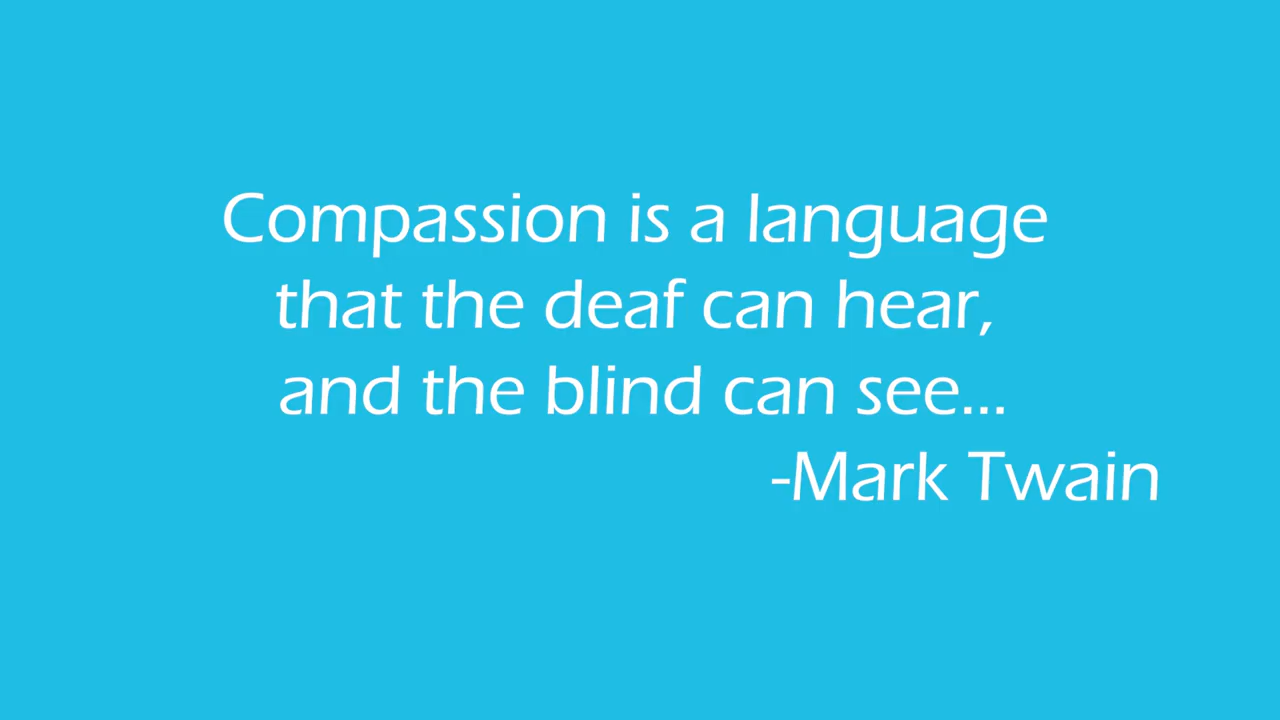 Compassion is a language
that the deaf can hear,
and the blind can see...
-Mark Twain